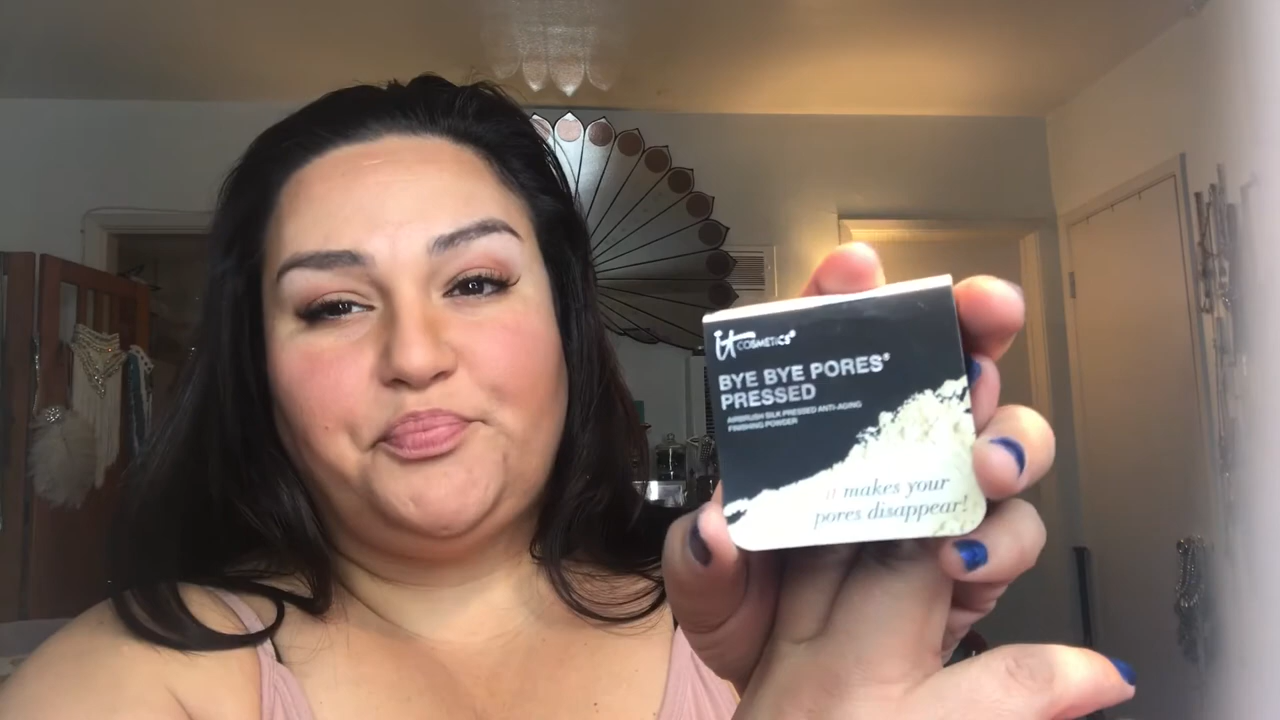 it COSMETICS®
BYE BYE PORES®
PRESSED
AIRBRUSH SILK PRESSED ANTI-AGING
FINISHING POWDER
it makes your
pores disappear!